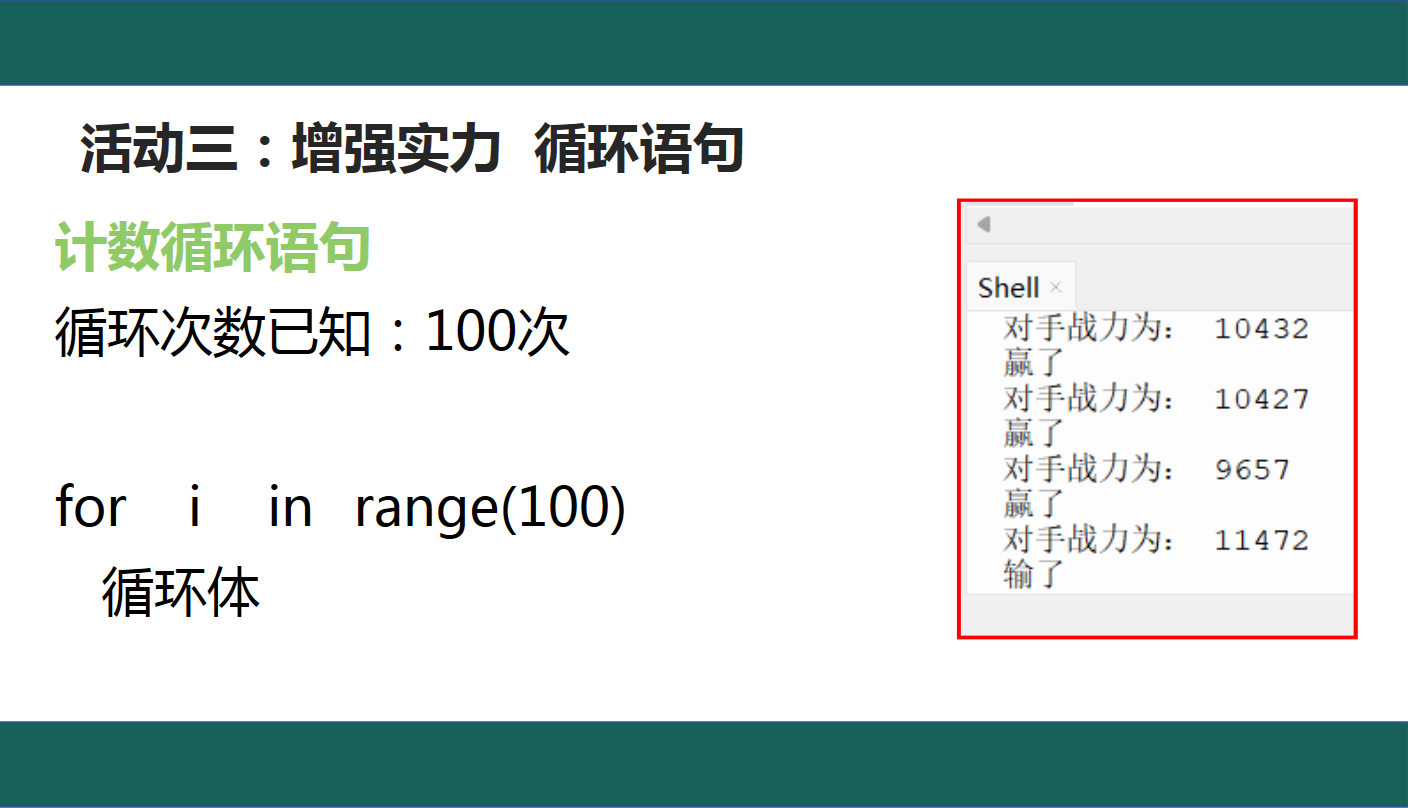 活动三：增强实力 循环语句
计数循环语句
循环次数已知：100次
for i in range(100)
循环体
Shell ×
对手战力为： 10432
赢了
对手战力为： 10427
赢了
对手战力为： 9657
赢了
对手战力为： 11472
输了